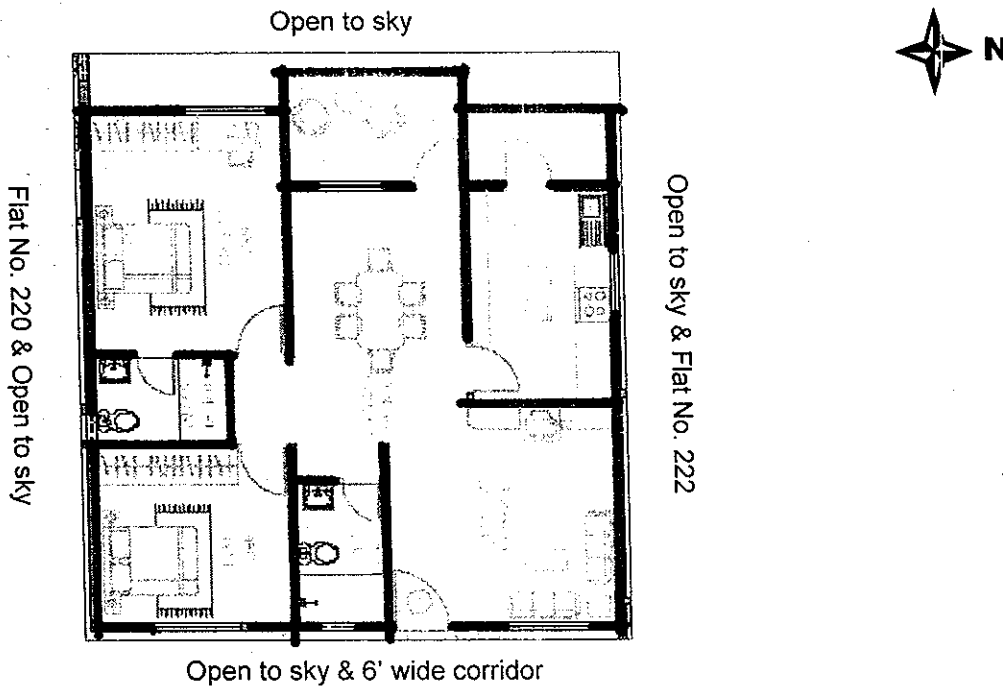 Open to sky
N
Flat No. 220 & Open to sky
Open to sky & Flat No. 222
Open to sky & 6' wide corridor